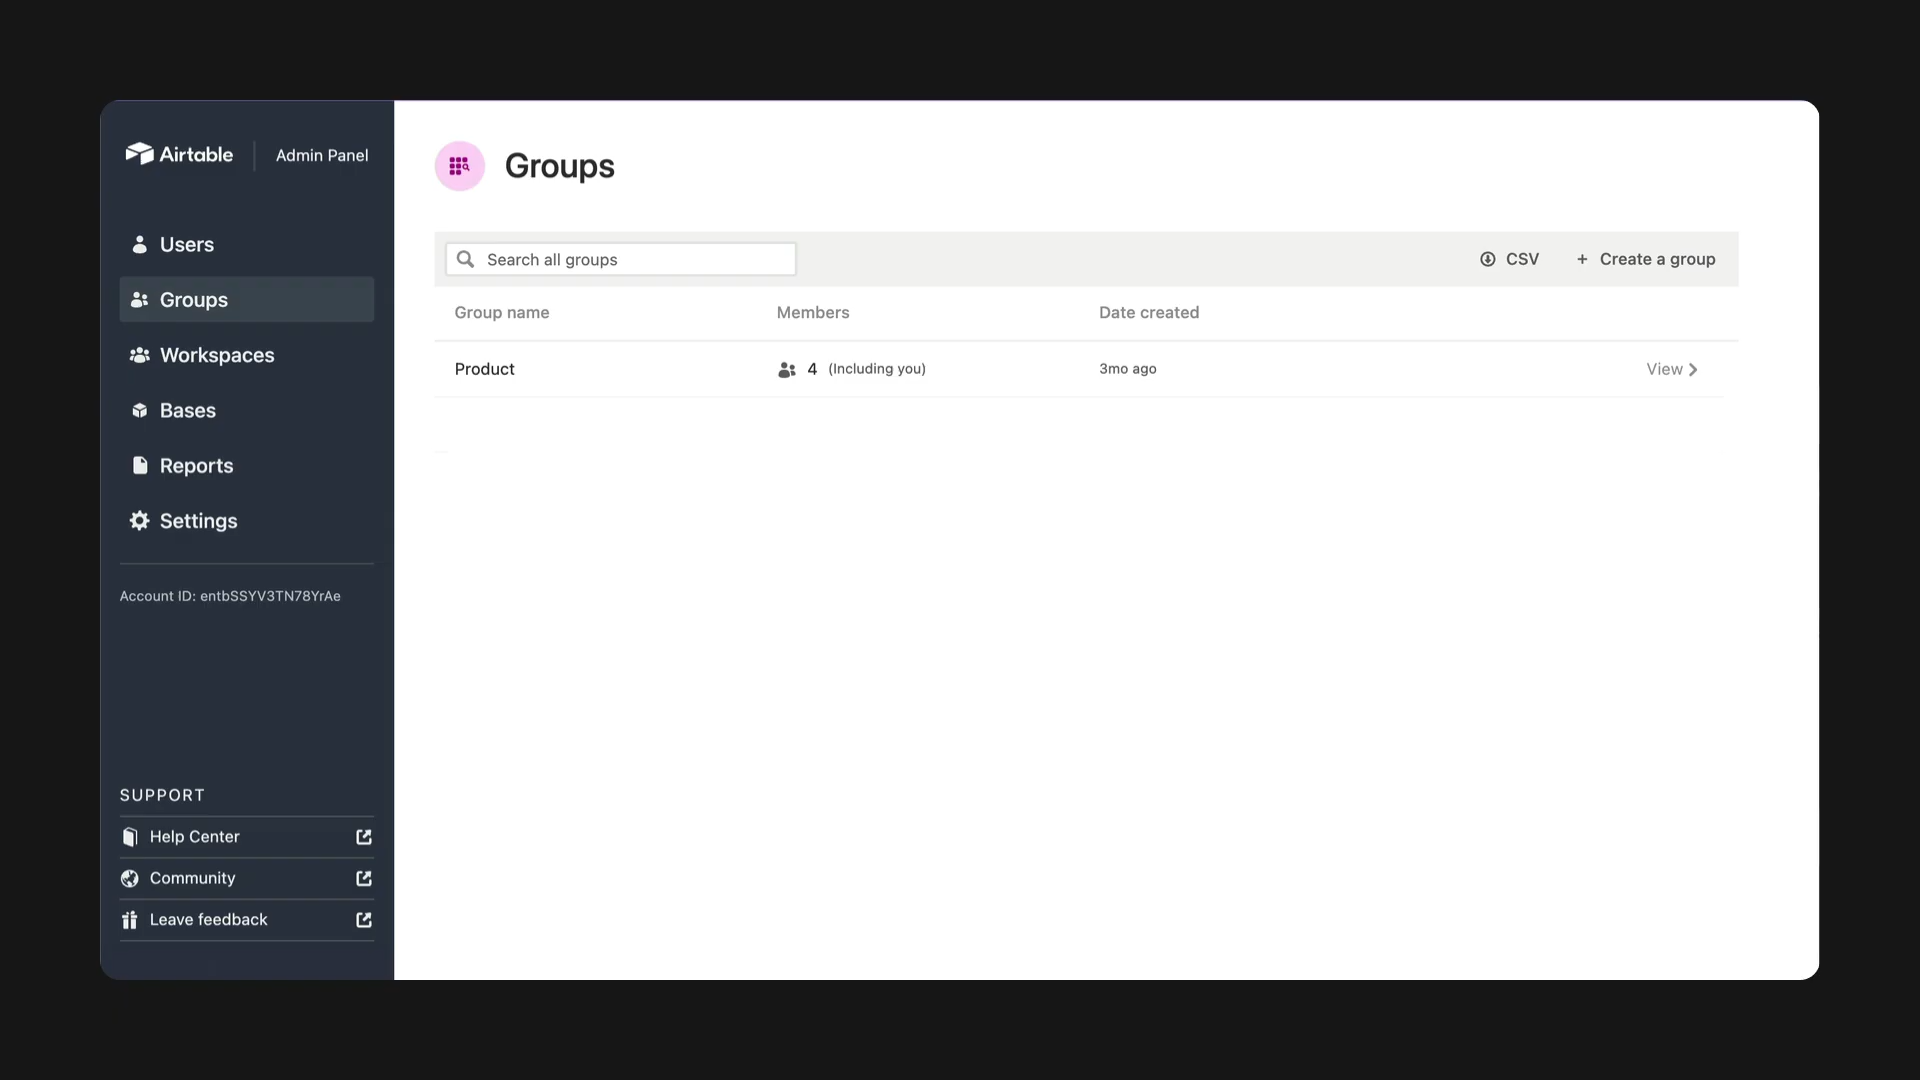 Airtable
Admin Panel
Users
Groups
Workspaces
Bases
Reports
Settings
Account ID: entbSSYV3TN78YrAe
SUPPORT
Help Center
Community
Leave feedback
Groups
Search all groups
CSV
+ Create a group
Group name Members Date created
Product 4 (Including you) 3mo ago View